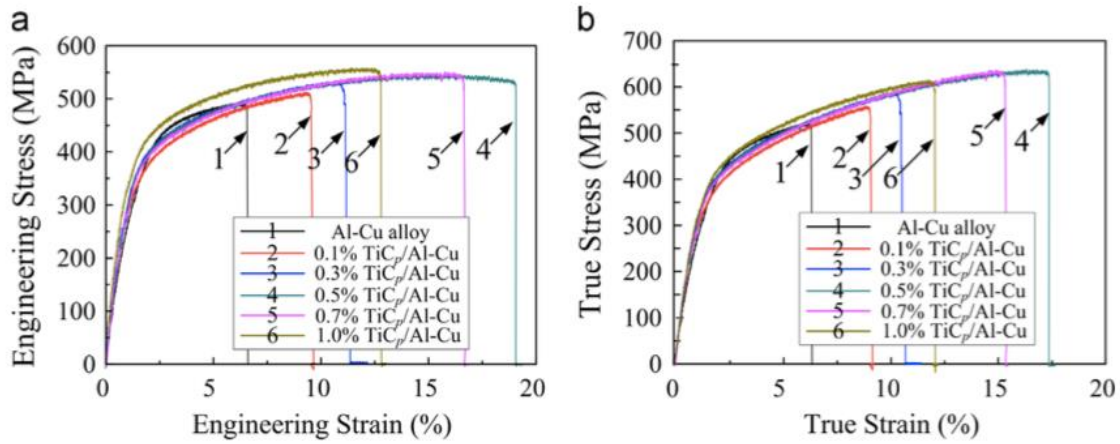 a
Engineering Stress (MPa)
600
500
400
300
200
100
0
0
5
10
15
20
Engineering Strain (%)
1
2
3
6
5
4
1 Al-Cu alloy
2 0.1% TiCp/Al-Cu
3 0.3% TiCp/Al-Cu
4 0.5% TiCp/Al-Cu
5 0.7% TiCp/Al-Cu
6 1.0% TiCp/Al-Cu
b
True Stress (MPa)
700
600
500
400
300
200
100
0
0
5
10
15
20
True Strain (%)
1
2
3
6
5
4
1 Al-Cu alloy
2 0.1% TiCp/Al-Cu
3 0.3% TiCp/Al-Cu
4 0.5% TiCp/Al-Cu
5 0.7% TiCp/Al-Cu
6 1.0% TiCp/Al-Cu